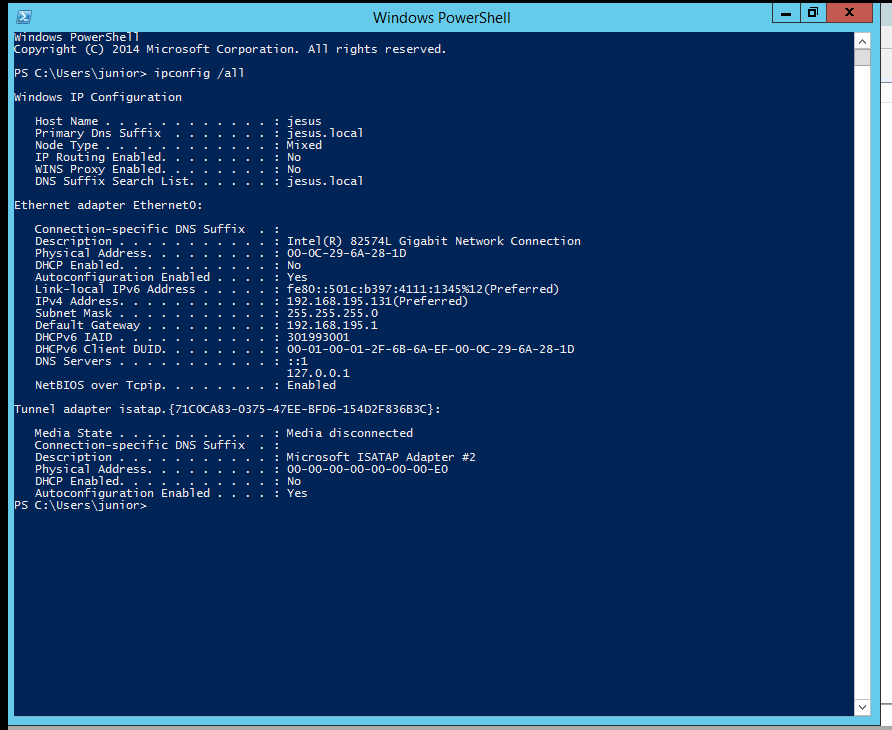 Windows PowerShell
Windows PowerShell
Copyright (C) 2014 Microsoft Corporation. All rights reserved.
PS C:\Users\junior> ipconfig /all
Windows IP Configuration
Host Name . . . . . . . . . . . . : jesus
Primary Dns Suffix  . . . . . . . : jesus.local
Node Type . . . . . . . . . . . . : Mixed
IP Routing Enabled. . . . . . . . : No
WINS Proxy Enabled. . . . . . . . : No
DNS Suffix Search List. . . . . . : jesus.local
Ethernet adapter Ethernet0:
Connection-specific DNS Suffix  . :
Description . . . . . . . . . . . : Intel(R) 82574L Gigabit Network Connection
Physical Address. . . . . . . . . : 00-0C-29-6A-28-1D
DHCP Enabled. . . . . . . . . . . : No
Autoconfiguration Enabled . . . . : Yes
Link-local IPv6 Address . . . . . : fe80::501c:b397:4111:1345%12(Preferred)
IPv4 Address. . . . . . . . . . . : 192.168.195.131(Preferred)
Subnet Mask . . . . . . . . . . . : 255.255.255.0
Default Gateway . . . . . . . . . : 192.168.195.1
DHCPv6 IAID . . . . . . . . . . . : 301993001
DHCPv6 Client DUID. . . . . . . . : 00-01-00-01-2F-6B-6A-EF-00-0C-29-6A-28-1D
DNS Servers . . . . . . . . . . . : ::1
127.0.0.1
NetBIOS over Tcpip. . . . . . . . : Enabled
Tunnel adapter isatap.{71C0CA83-0375-47EE-BFD6-154D2F836B3C}:
Media State . . . . . . . . . . . : Media disconnected
Connection-specific DNS Suffix  . :
Description . . . . . . . . . . . : Microsoft ISATAP Adapter #2
Physical Address. . . . . . . . . : 00-00-00-00-00-00-00-E0
DHCP Enabled. . . . . . . . . . . : No
Autoconfiguration Enabled . . . . : Yes
PS C:\Users\junior>